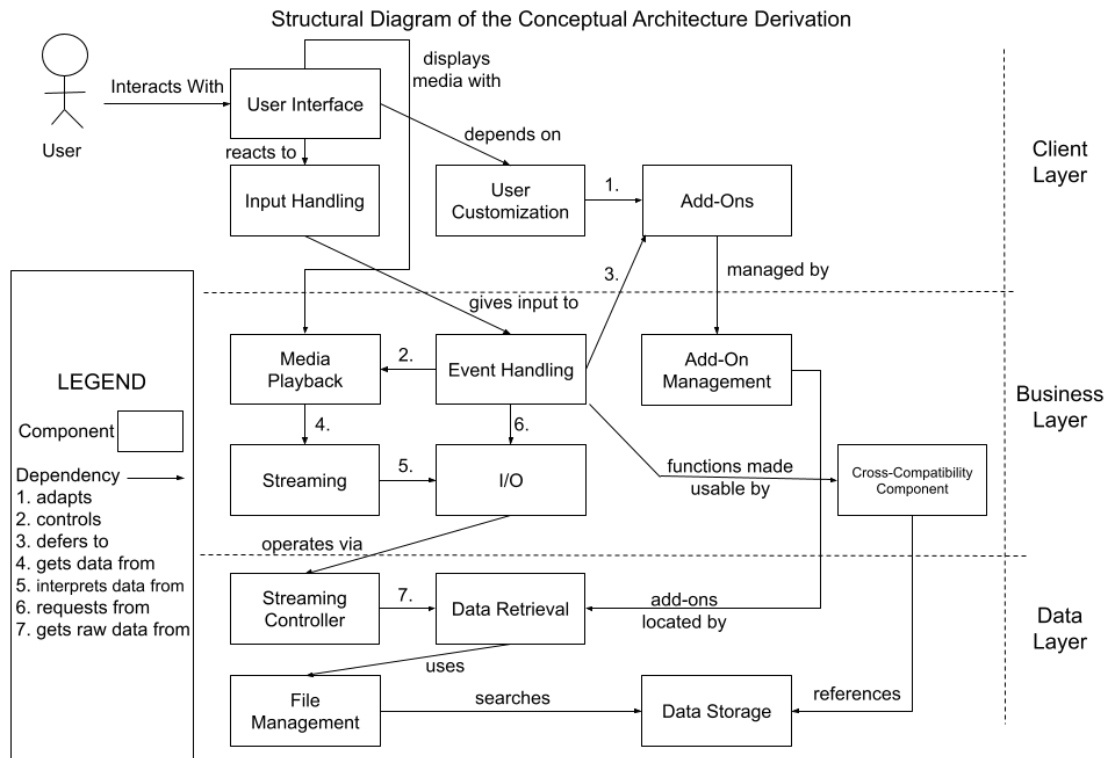 Structural Diagram of the Conceptual Architecture Derivation
User
Interacts With
User Interface
displays
media with
reacts to
depends on
Input Handling
User
Customization
1.
Add-Ons
Client
Layer
3.
managed by
gives input to
Media
Playback
2.
Event Handling
Add-On
Management
4.
6.
Streaming
5.
I/O
functions made
usable by
Cross-Compatibility
Component
Business
Layer
operates via
Streaming
Controller
7.
Data Retrieval
add-ons
located by
Data
Layer
uses
File
Management
searches
Data Storage
references
LEGEND
Component
Dependency
1. adapts
2. controls
3. defers to
4. gets data from
5. interprets data from
6. requests from
7. gets raw data from